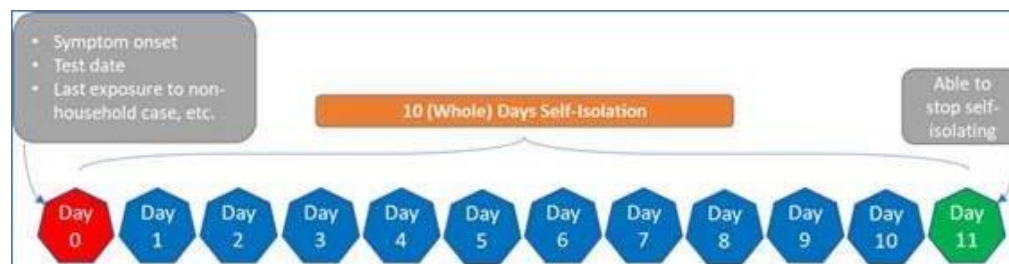 • Symptom onset
• Test date
• Last exposure to non-
household case, etc.
10 (Whole) Days Self-Isolation
Able to
stop self-
isolating
Day
0
Day
1
Day
2
Day
3
Day
4
Day
5
Day
6
Day
7
Day
8
Day
9
Day
10
Day
11